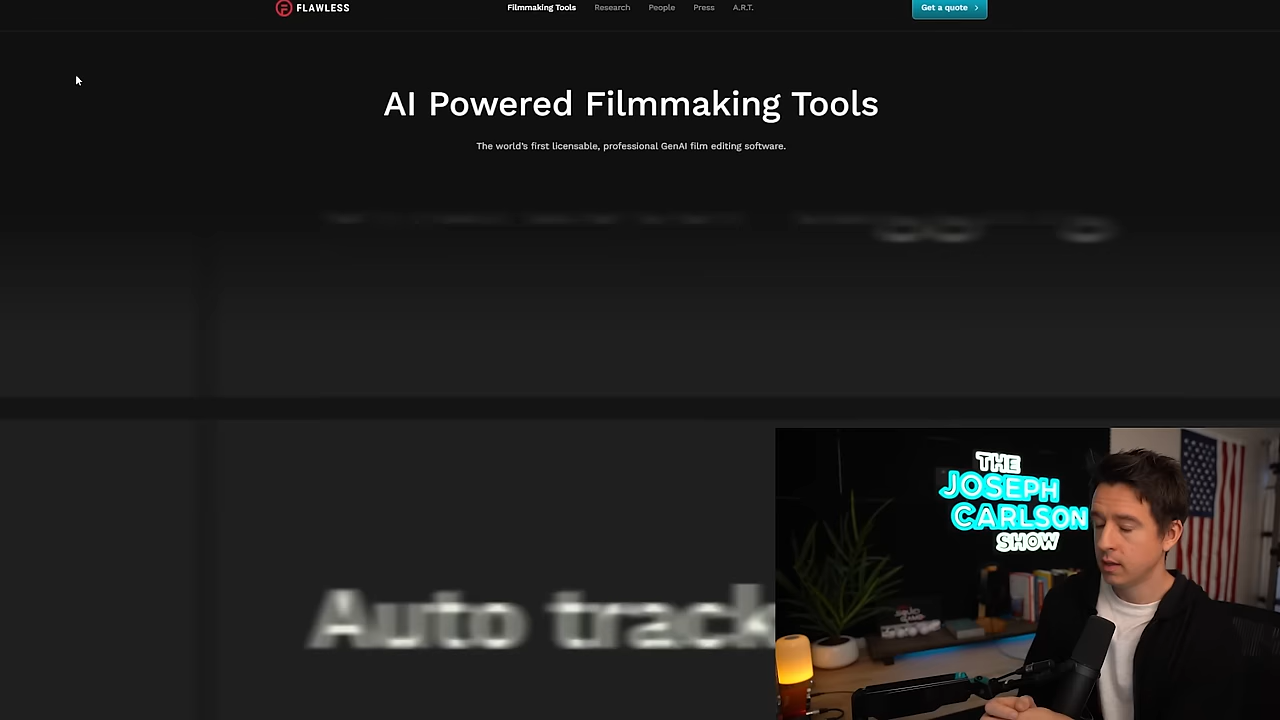 FLAWLESS
Filmmaking Tools Research People Press A.R.T.
Get a quote
AI Powered Filmmaking Tools
The world's first licensable, professional GenAI film editing software.
Auto track
THE
JOSEPH
CARLSON
SHOW